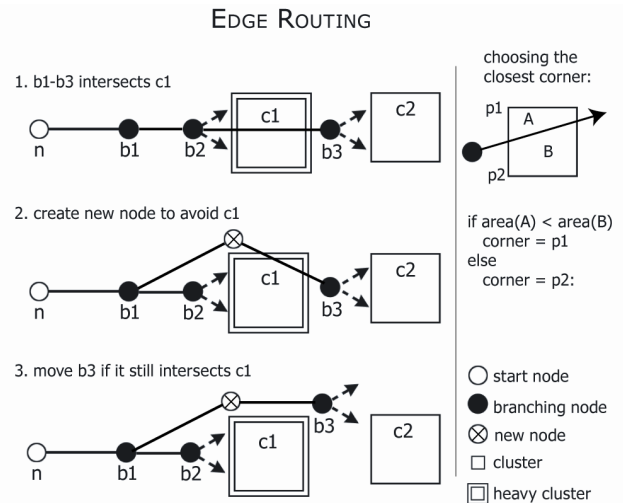 EDGE ROUTING
1. b1-b3 intersects c1
n
b1
b2
c1
b3
c2
2. create new node to avoid c1
n
b1
b2
c1
b3
c2
3. move b3 if it still intersects c1
n
b1
b2
c1
b3
c2
choosing the
closest corner:
p1
A
B
p2
if area(A) < area(B)
corner = p1
else
corner = p2:
start node
branching node
new node
cluster
heavy cluster